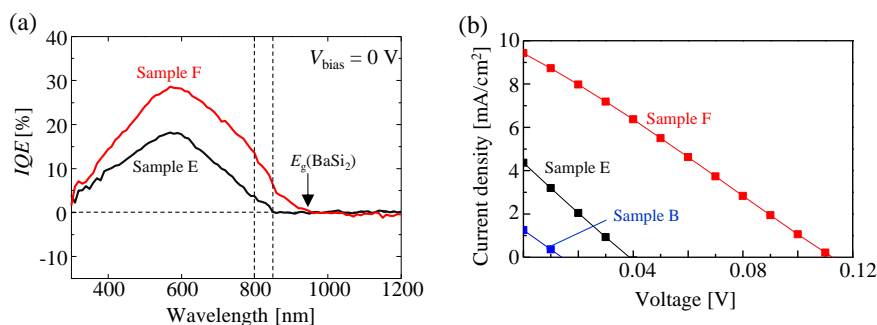 (a)
IQE [%]
40
30
20
10
0
-10
V_bias = 0 V
Sample F
Sample E
E_g(BaSi₂)
400 600 800 1000 1200
Wavelength [nm]
(b)
Current density [mA/cm²]
10
8
6
4
2
0
Sample F
Sample E
Sample B
0.04 0.08 0.12
Voltage [V]